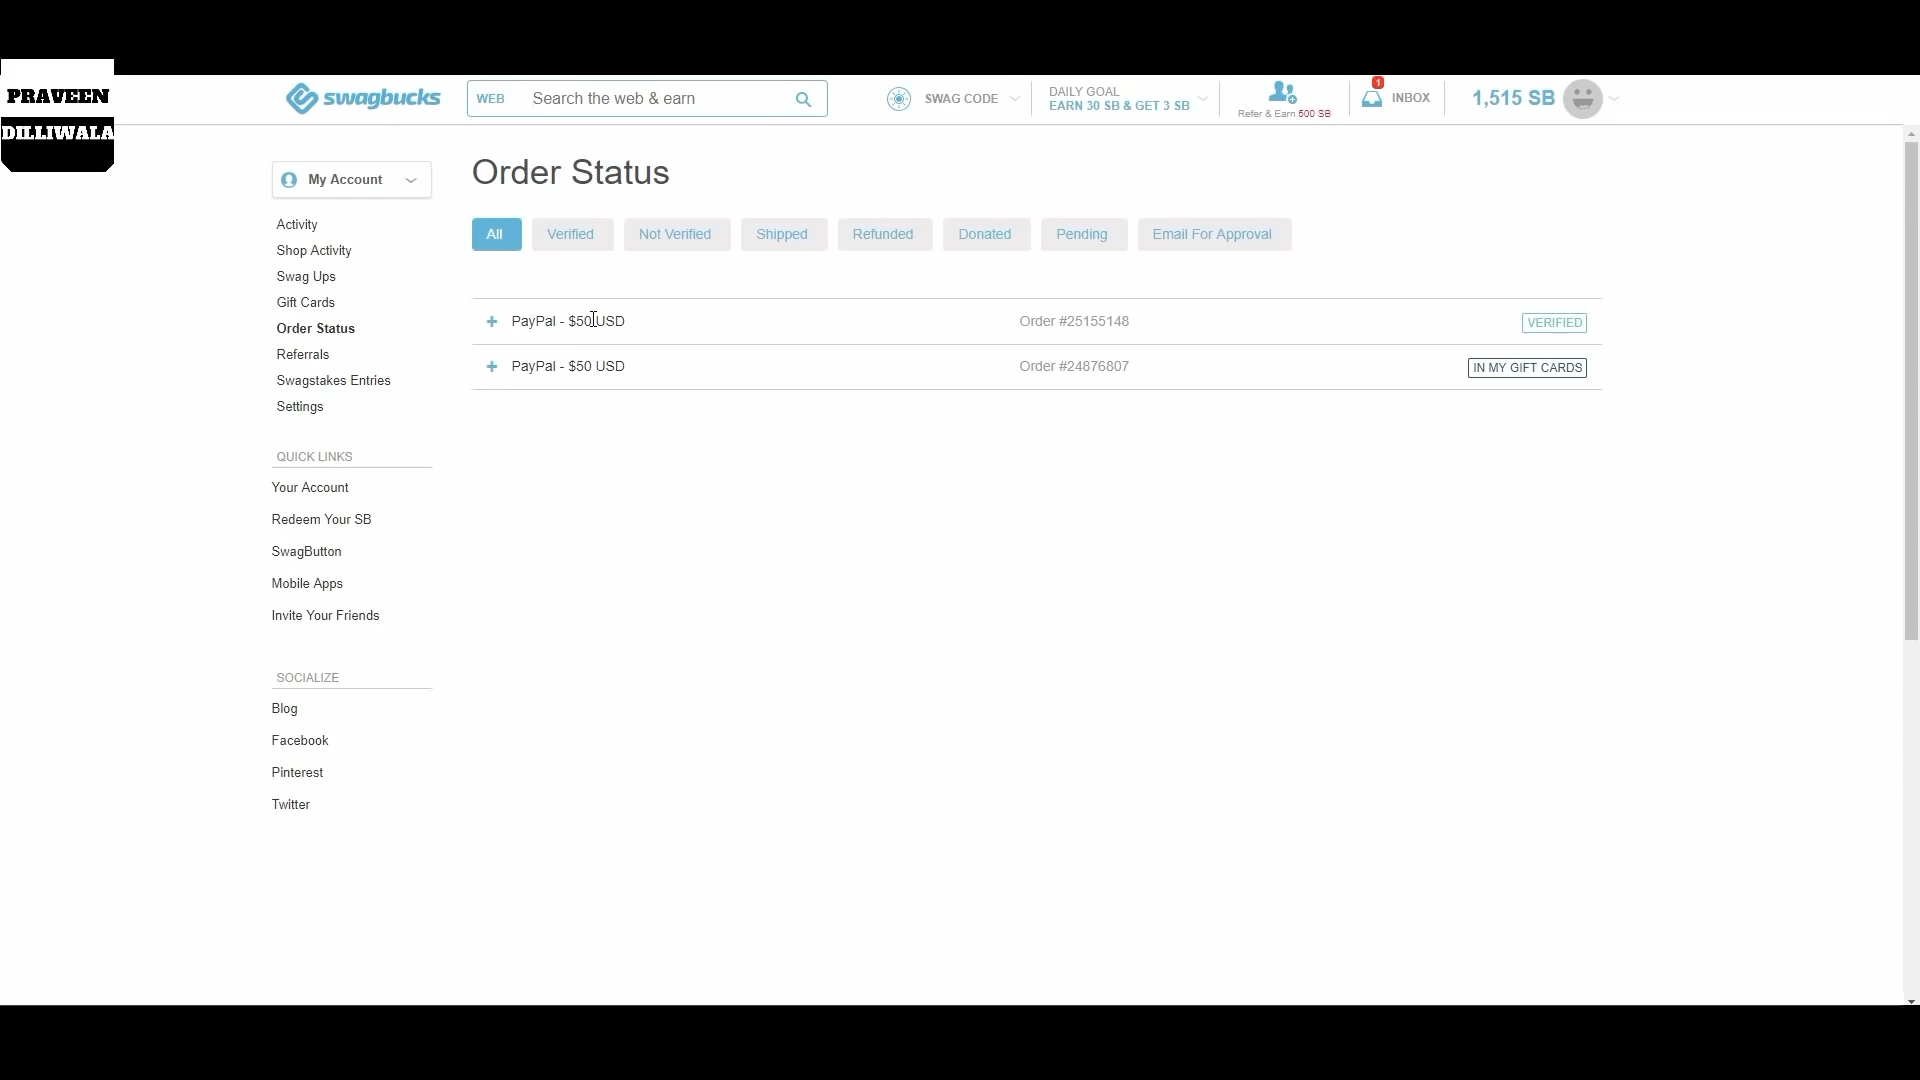 PRAVEEN
DILLIWALA
swagbucks
WEB Search the web & earn
SWAG CODE
DAILY GOAL
EARN 30 SB & GET 3 SB
Refer & Earn 500 SB
1
INBOX
1,515 SB
My Account
Activity
Shop Activity
Swag Ups
Gift Cards
Order Status
Referrals
Swagstakes Entries
Settings
QUICK LINKS
Your Account
Redeem Your SB
SwagButton
Mobile Apps
Invite Your Friends
SOCIALIZE
Blog
Facebook
Pinterest
Twitter
Order Status
All Verified Not Verified Shipped Refunded Donated Pending Email For Approval
+ PayPal - $50 USD Order #25155148 VERIFIED
+ PayPal - $50 USD Order #24876807 IN MY GIFT CARDS